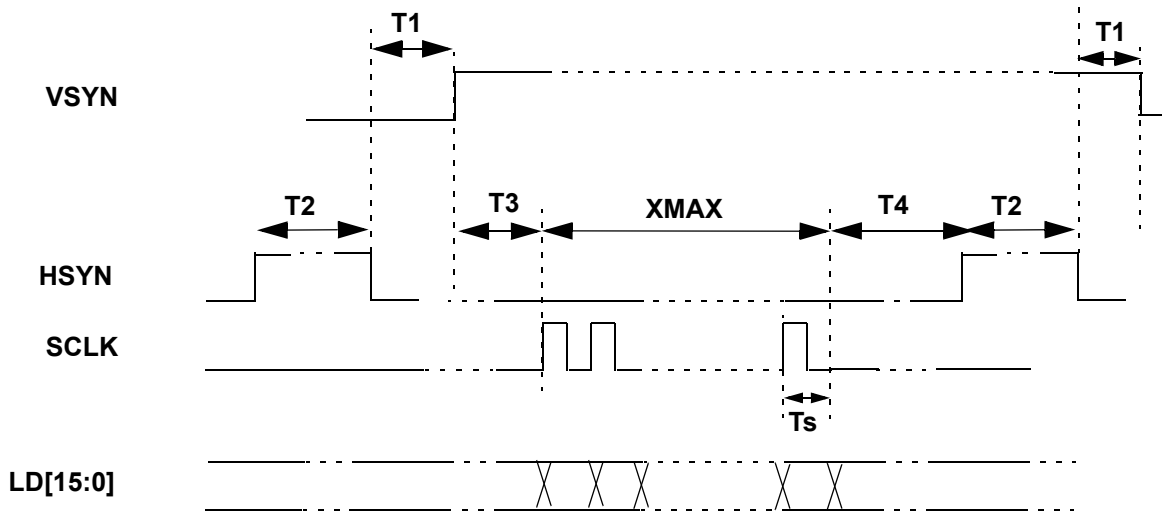 T1
T1
VSYN
T2
T3
XMAX
T4
T2
HSYN
SCLK
Ts
LD[15:0]